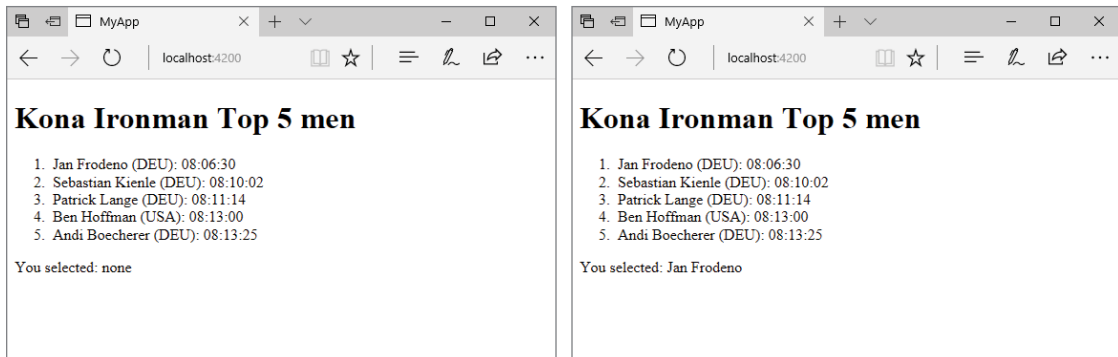 MyApp
localhost:4200
Kona Ironman Top 5 men
1. Jan Frodeno (DEU): 08:06:30
2. Sebastian Kienle (DEU): 08:10:02
3. Patrick Lange (DEU): 08:11:14
4. Ben Hoffman (USA): 08:13:00
5. Andi Boecherer (DEU): 08:13:25
You selected: none
MyApp
localhost:4200
Kona Ironman Top 5 men
1. Jan Frodeno (DEU): 08:06:30
2. Sebastian Kienle (DEU): 08:10:02
3. Patrick Lange (DEU): 08:11:14
4. Ben Hoffman (USA): 08:13:00
5. Andi Boecherer (DEU): 08:13:25
You selected: Jan Frodeno